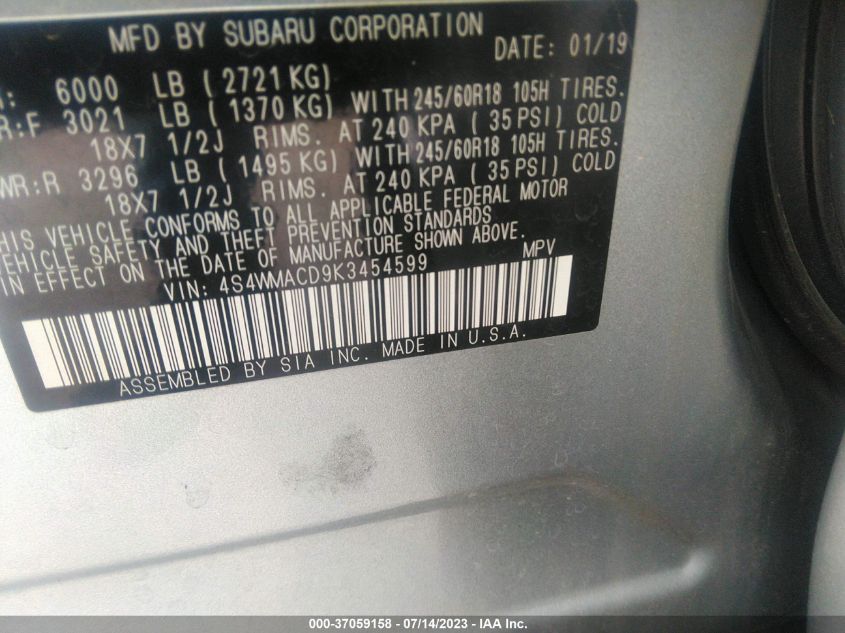 MFD BY SUBARU CORPORATION DATE: 01/19
6000 LB (2721 KG)
R:F 3021 LB (1370 KG) WITH 245/60R18 105H TIRES.
18X7 1/2J RIMS. AT 240 KPA (35 PSI) COLD
WR:R 3296 LB (1495 KG) WITH 245/60R18 105H TIRES.
18X7 1/2J RIMS. AT 240 KPA (35 PSI) COLD
THIS VEHICLE CONFORMS TO ALL APPLICABLE FEDERAL MOTOR
VEHICLE SAFETY AND THEFT PREVENTION STANDARDS
IN EFFECT ON THE DATE OF MANUFACTURE SHOWN ABOVE.
VIN: 4S4WMACD9K3454599 MPV
ASSEMBLED BY SIA INC. MADE IN U.S.A.
000-37059158 - 07/14/2023 - IAA Inc.